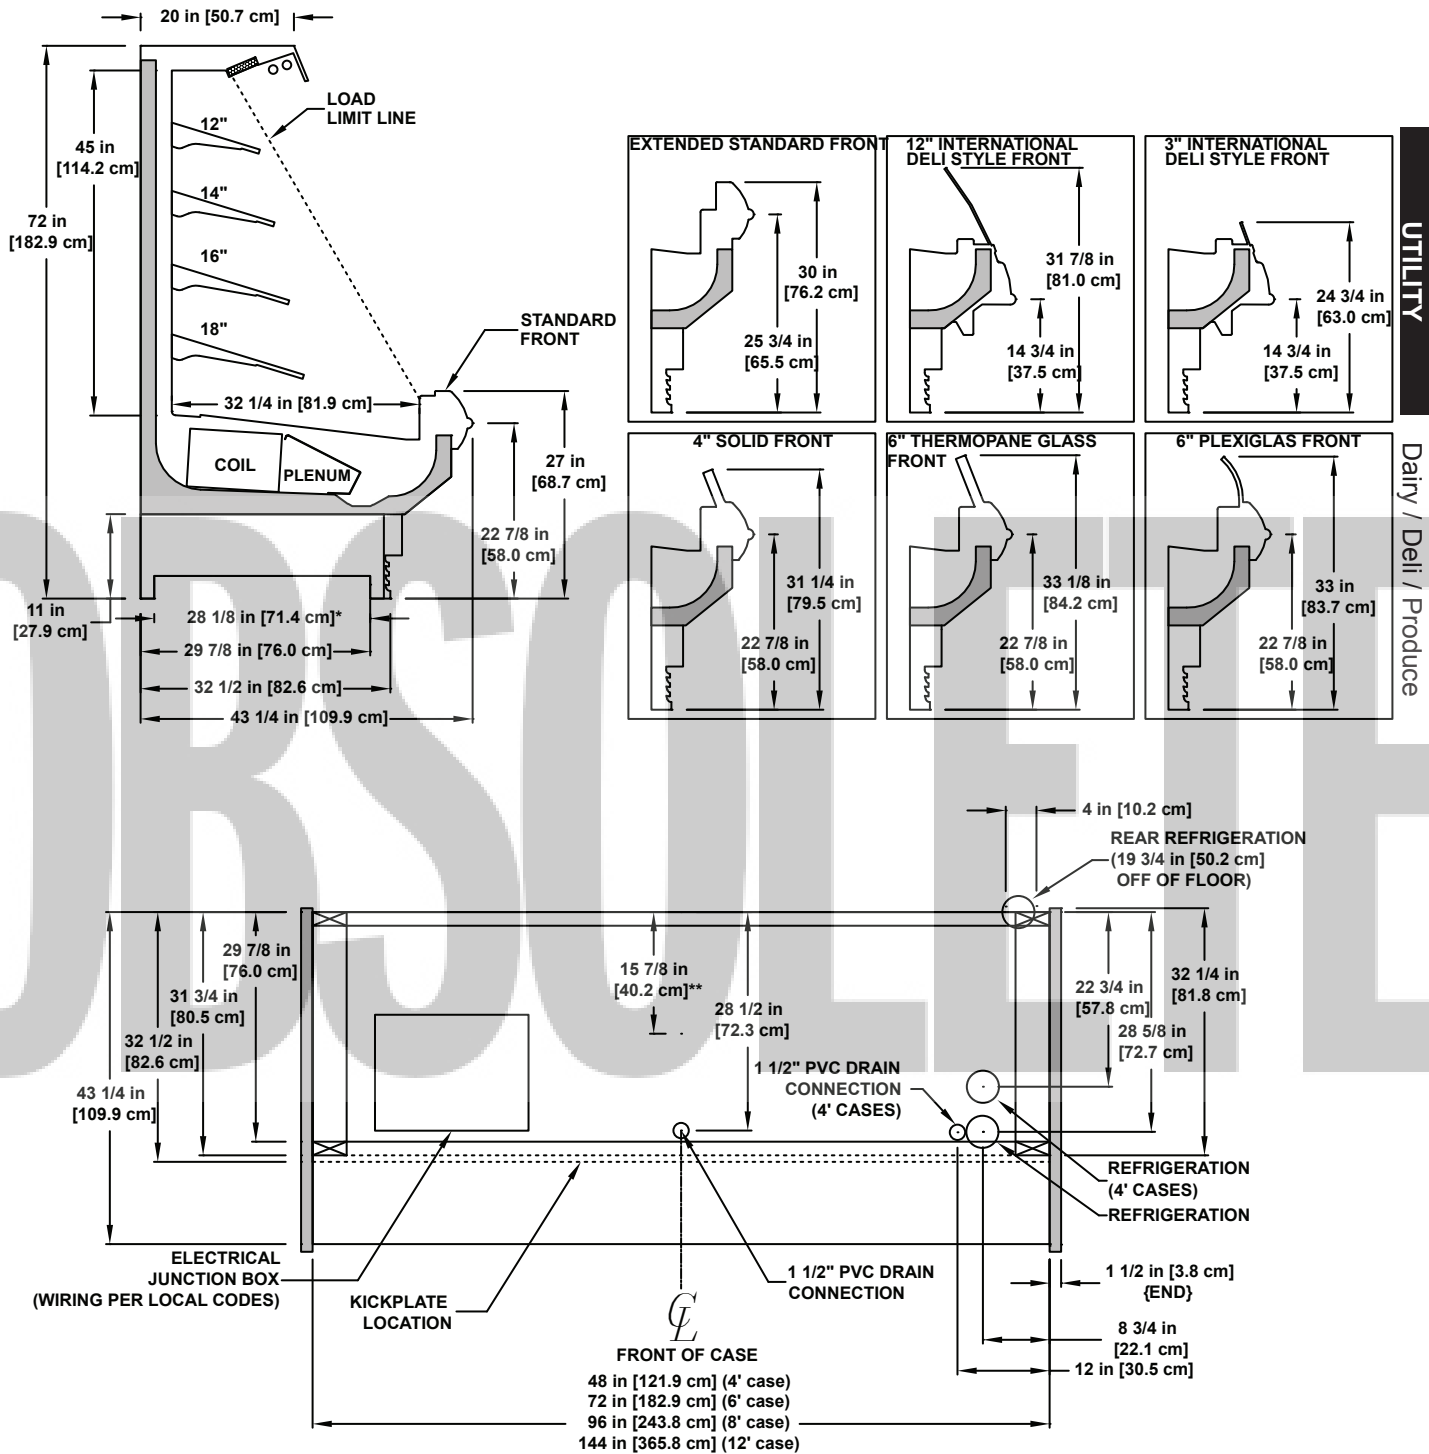 20 in [50.7 cm]
LOAD
LIMIT LINE
12"
45 in
[114.2 cm]
14"
72 in
[182.9 cm]
16"
18"
STANDARD
FRONT
32 1/4 in [81.9 cm]
COIL
PLENUM
27 in
[68.7 cm]
22 7/8 in
[58.0 cm]
11 in
[27.9 cm]
28 1/8 in [71.4 cm]*
29 7/8 in [76.0 cm]
32 1/2 in [82.6 cm]
43 1/4 in [109.9 cm]
EXTENDED STANDARD FRONT
30 in
[76.2 cm]
25 3/4 in
[65.5 cm]
12" INTERNATIONAL
DELI STYLE FRONT
31 7/8 in
[81.0 cm]
14 3/4 in
[37.5 cm]
3" INTERNATIONAL
DELI STYLE FRONT
24 3/4 in
[63.0 cm]
14 3/4 in
[37.5 cm]
4" SOLID FRONT
31 1/4 in
[79.5 cm]
22 7/8 in
[58.0 cm]
6" THERMOPANE GLASS
FRONT
33 1/8 in
[84.2 cm]
22 7/8 in
[58.0 cm]
6" PLEXIGLAS FRONT
33 in
[83.7 cm]
22 7/8 in
[58.0 cm]
UTILITY
Dairy / Deli / Produce
OBSOLETE
4 in [10.2 cm]
REAR REFRIGERATION
(19 3/4 in [50.2 cm]
OFF OF FLOOR)
29 7/8 in
[76.0 cm]
31 3/4 in
[80.5 cm]
32 1/2 in
[82.6 cm]
43 1/4 in
[109.9 cm]
15 7/8 in
[40.2 cm]**
28 1/2 in
[72.3 cm]
22 3/4 in
[57.8 cm]
32 1/4 in
[81.8 cm]
28 5/8 in
[72.7 cm]
1 1/2" PVC DRAIN
CONNECTION
(4' CASES)
REFRIGERATION
(4' CASES)
REFRIGERATION
ELECTRICAL
JUNCTION BOX
(WIRING PER LOCAL CODES)
KICKPLATE
LOCATION
1 1/2" PVC DRAIN
CONNECTION
1 1/2 in [3.8 cm]
{END}
8 3/4 in
[22.1 cm]
12 in [30.5 cm]
CL
FRONT OF CASE
48 in [121.9 cm] (4' case)
72 in [182.9 cm] (6' case)
96 in [243.8 cm] (8' case)
144 in [365.8 cm] (12' case)